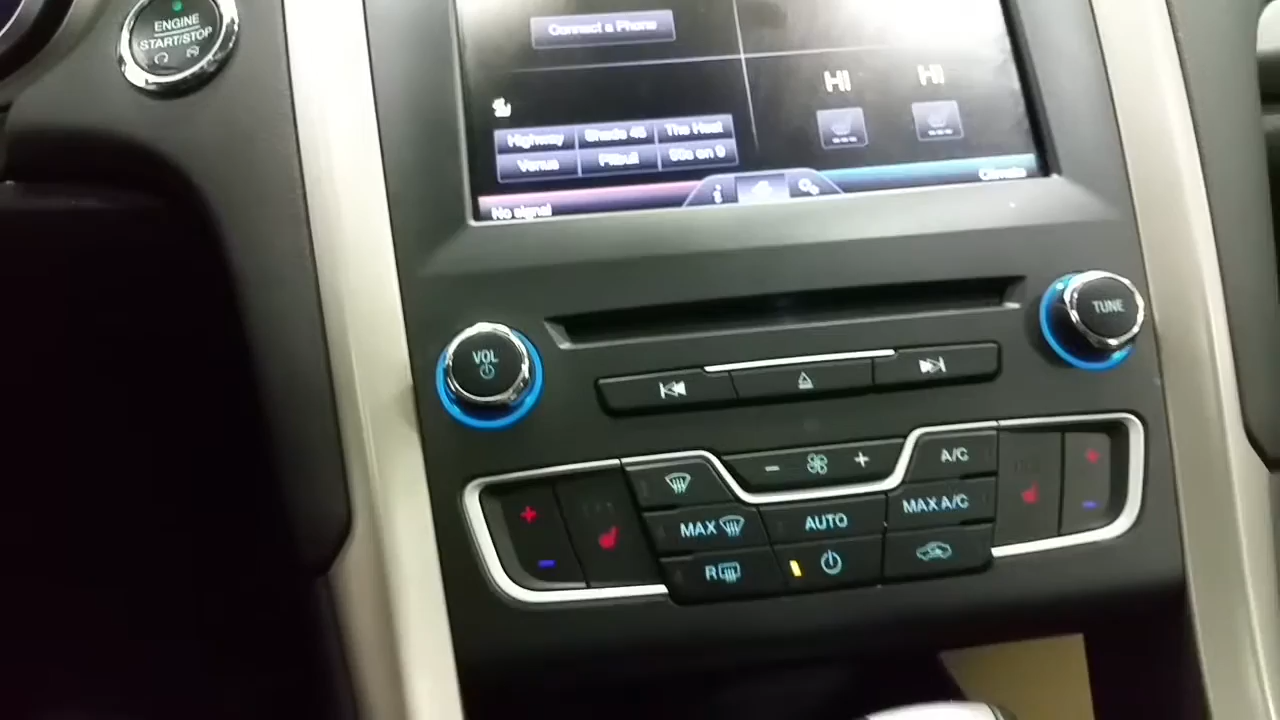 ENGINE
START/STOP
Connect a Phone
HI HI
Highway Shade 45 The Heat
Venus Pitbull 90s on 9
No signal Climate
VOL TUNE
A/C
MAX AUTO MAX A/C
R